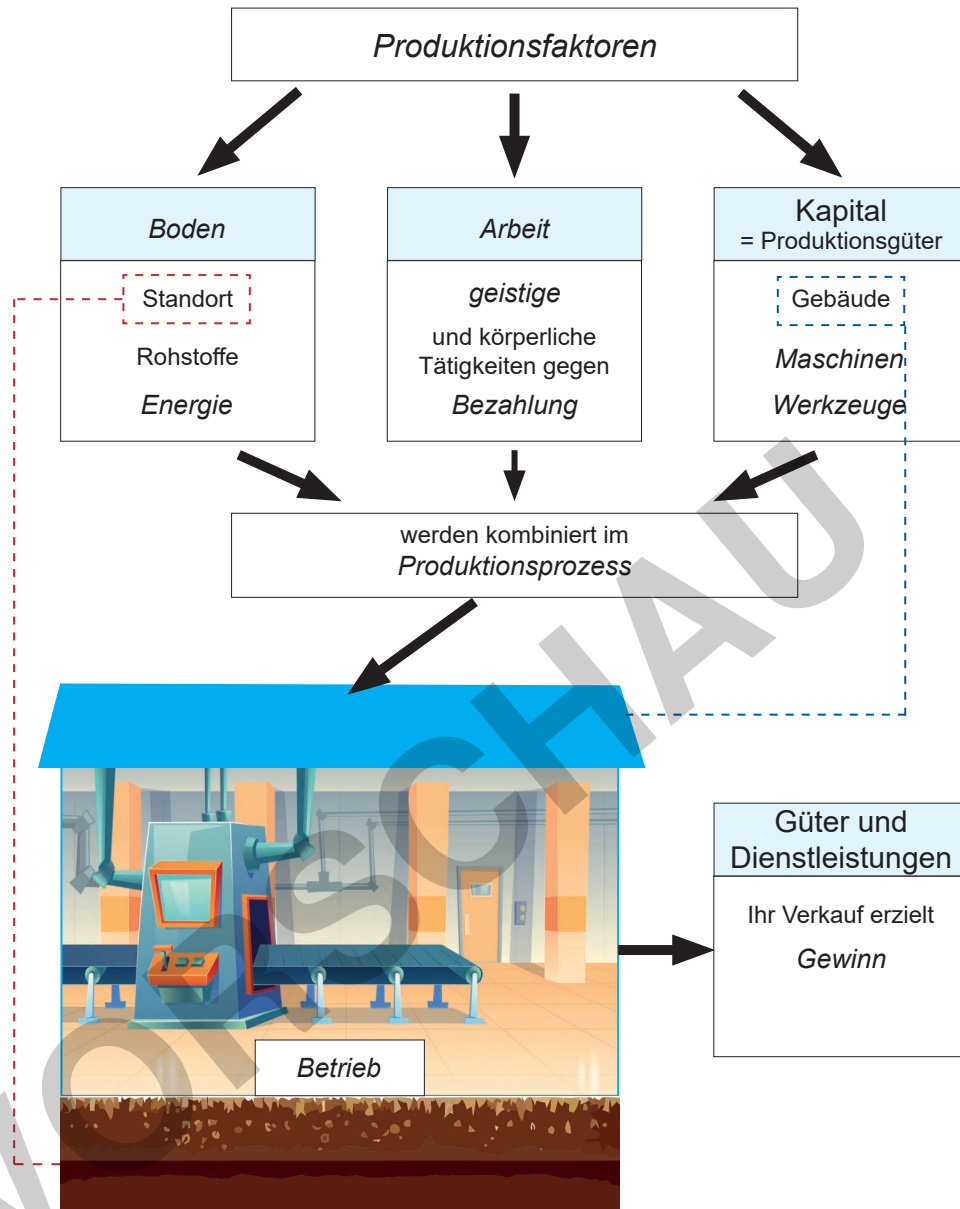 Produktionsfaktoren
Boden
Standort
Rohstoffe
Energie
Arbeit
geistige
und körperliche
Tätigkeiten gegen
Bezahlung
Kapital
= Produktionsgüter
Gebäude
Maschinen
Werkzeuge
werden kombiniert im
Produktionsprozess
Betrieb
Güter und
Dienstleistungen
Ihr Verkauf erzielt
Gewinn
VORSCHAU